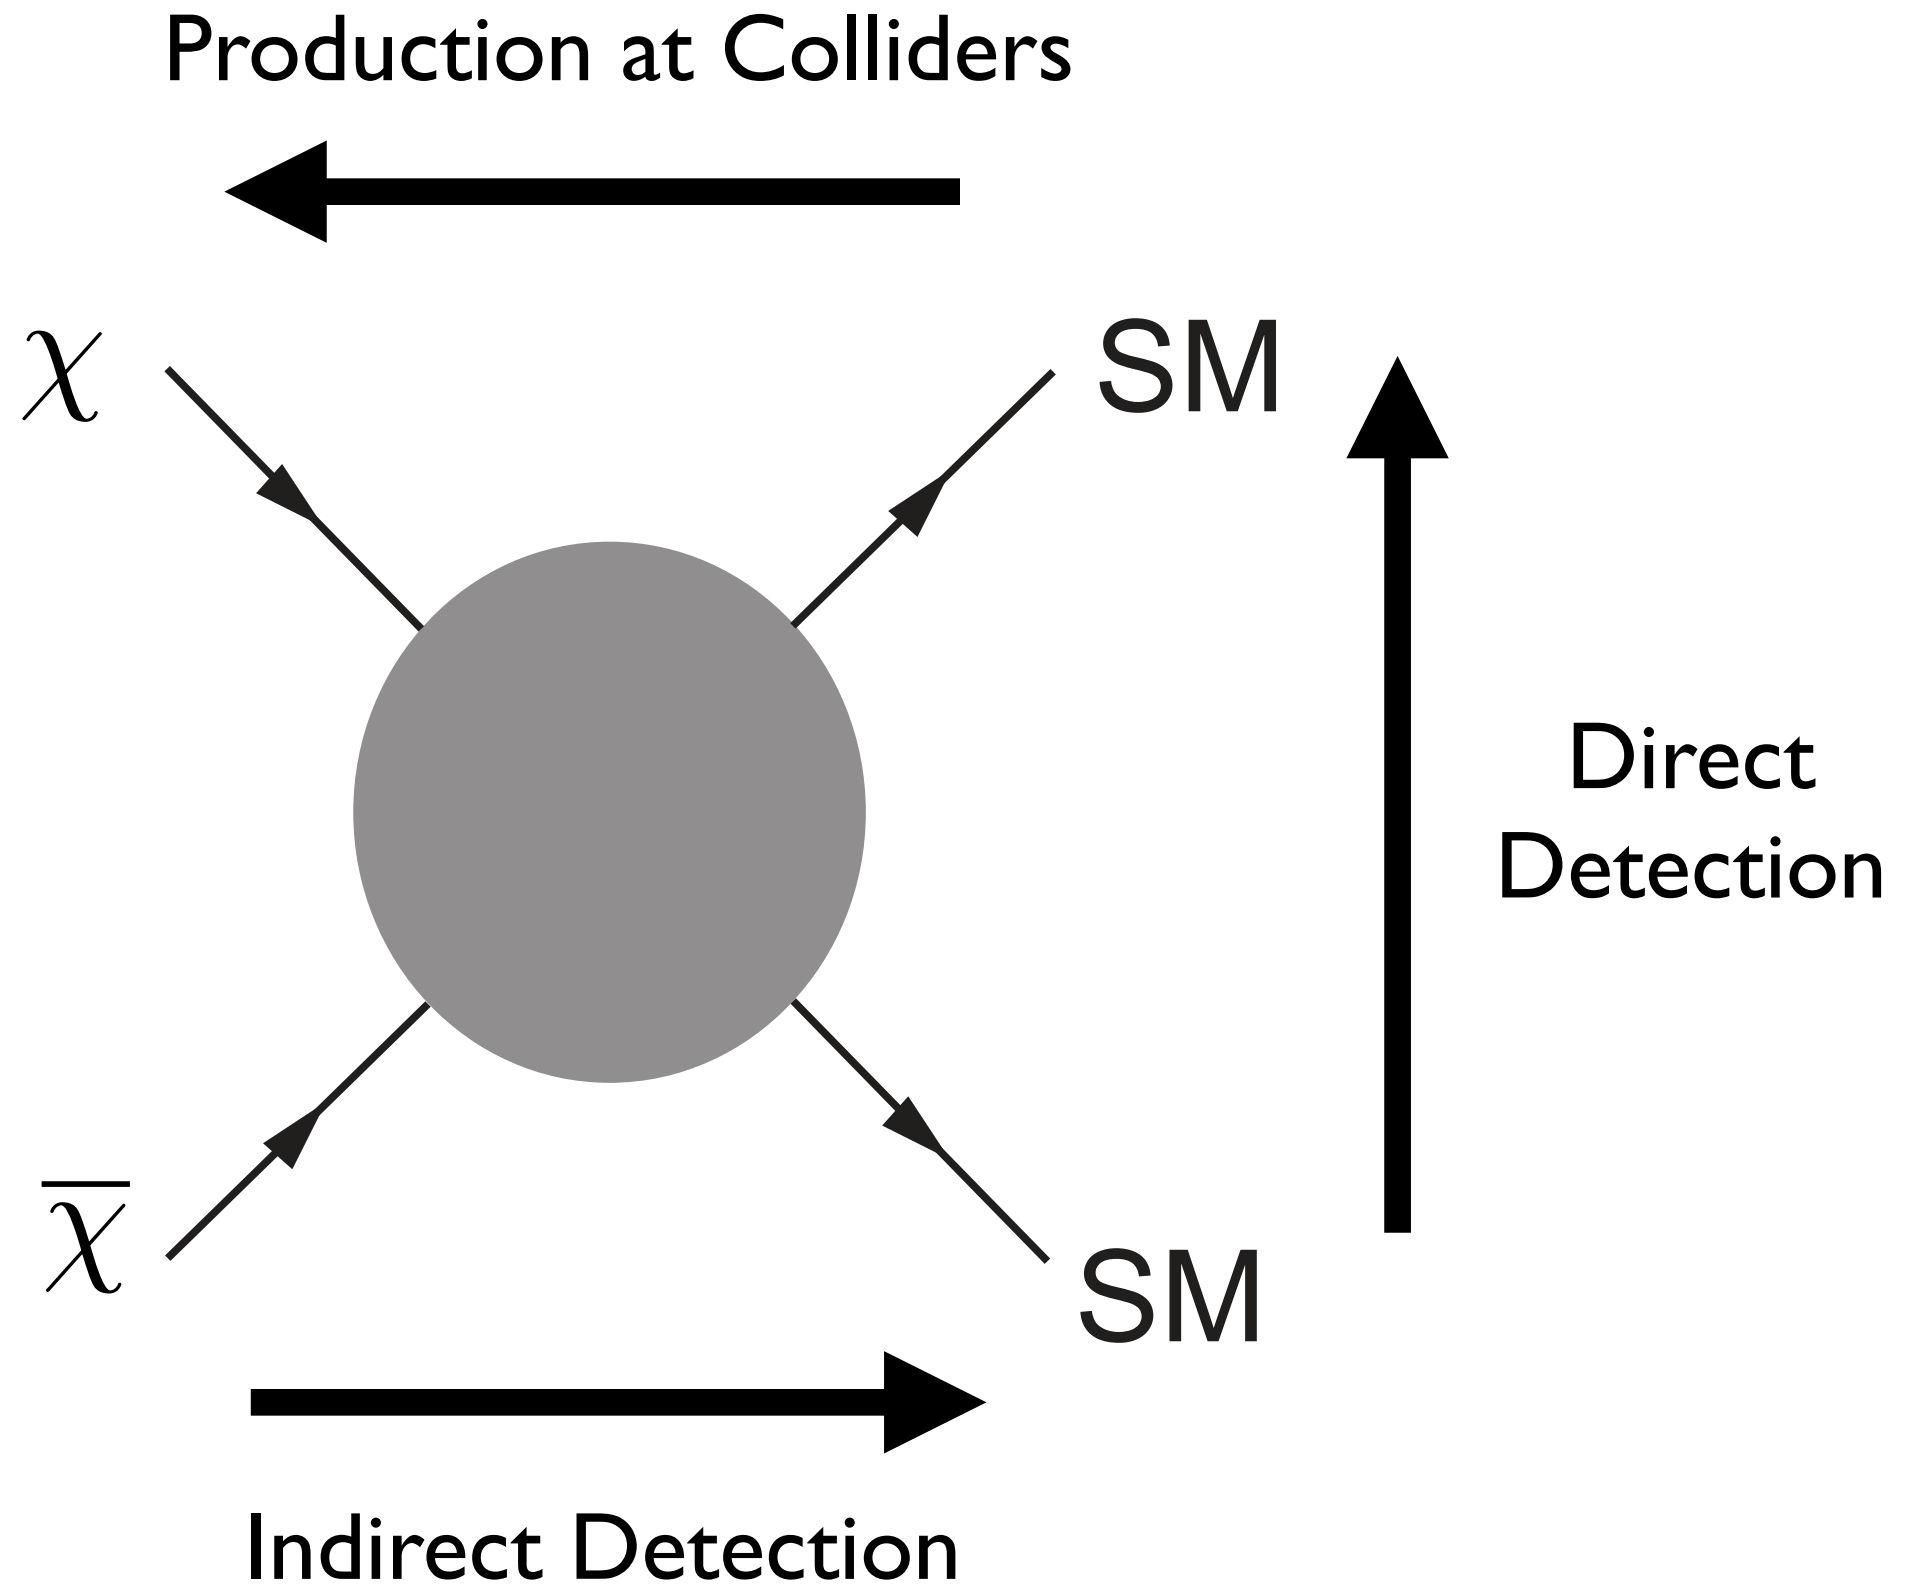 Production at Colliders
χ
SM
Direct
Detection
χ̅
SM
Indirect Detection